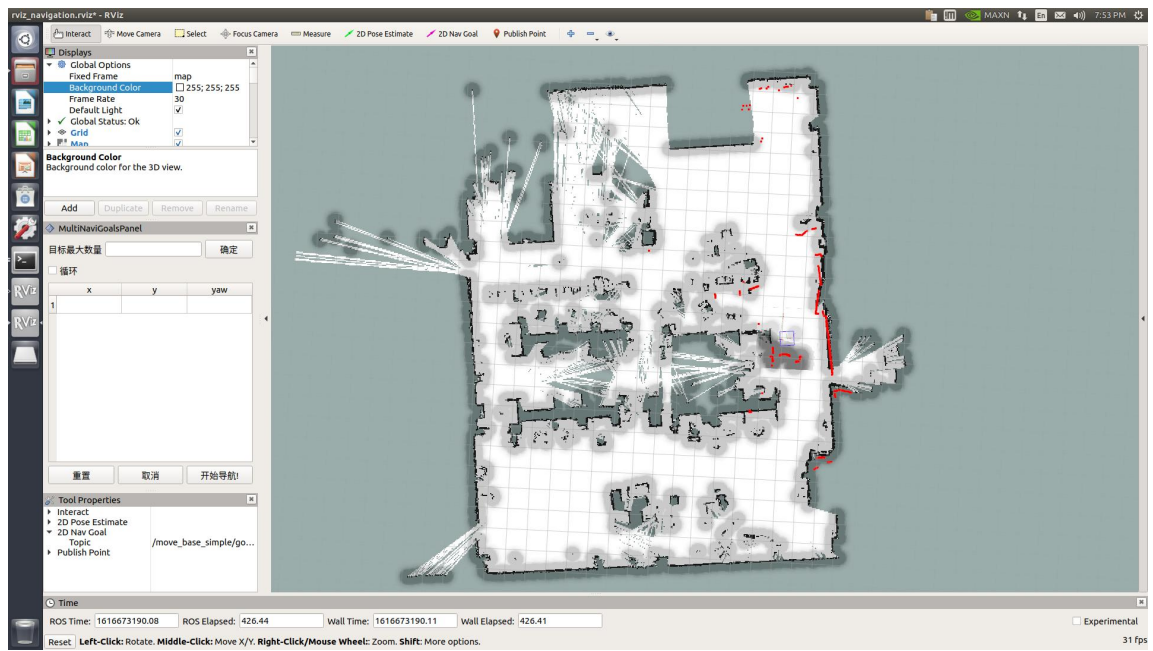 rviz_navigation.rviz* - RViz
MAXN
En
7:53 PM
Interact
Move Camera
Select
Focus Camera
Measure
2D Pose Estimate
2D Nav Goal
Publish Point
Displays
Global Options
Fixed Frame map
Background Color 255; 255; 255
Frame Rate 30
Default Light ✓
Global Status: Ok
Grid
Map
Background Color
Background color for the 3D view.
Add Duplicate Remove Rename
MultiNaviGoalsPanel
目标最大数量 确定
循环
x y yaw
1
重置 取消 开始导航!
Tool Properties
Interact
2D Pose Estimate
2D Nav Goal
Topic /move_base_simple/go...
Publish Point
RViz
RViz
Time
ROS Time: 1616673190.08 ROS Elapsed: 426.44 Wall Time: 1616673190.11 Wall Elapsed: 426.41 Experimental
Reset Left-Click: Rotate. Middle-Click: Move X/Y. Right-Click/Mouse Wheel:: Zoom. Shift: More options. 31 fps